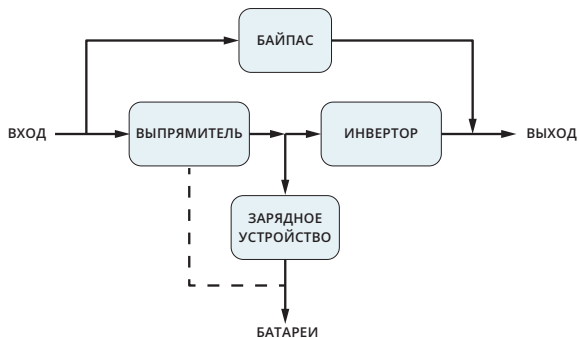 БАЙПАС
ВХОД
ВЫПРЯМИТЕЛЬ
ИНВЕРТОР
ВЫХОД
ЗАРЯДНОЕ
УСТРОЙСТВО
БАТАРЕИ